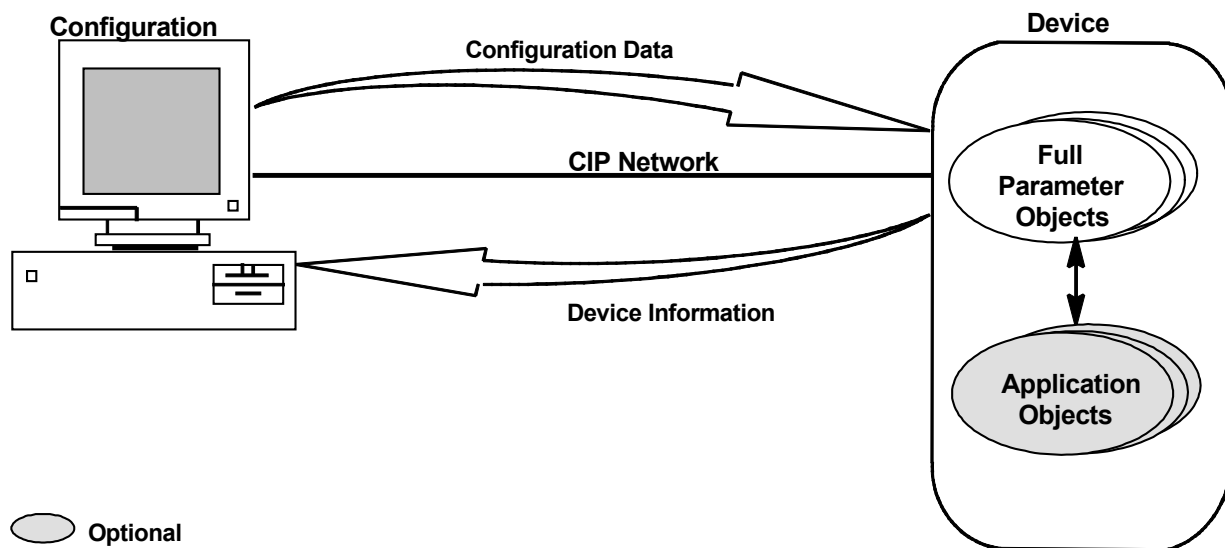 Configuration
Device
Configuration Data
CIP Network
Full
Parameter
Objects
Device Information
Application
Objects
Optional